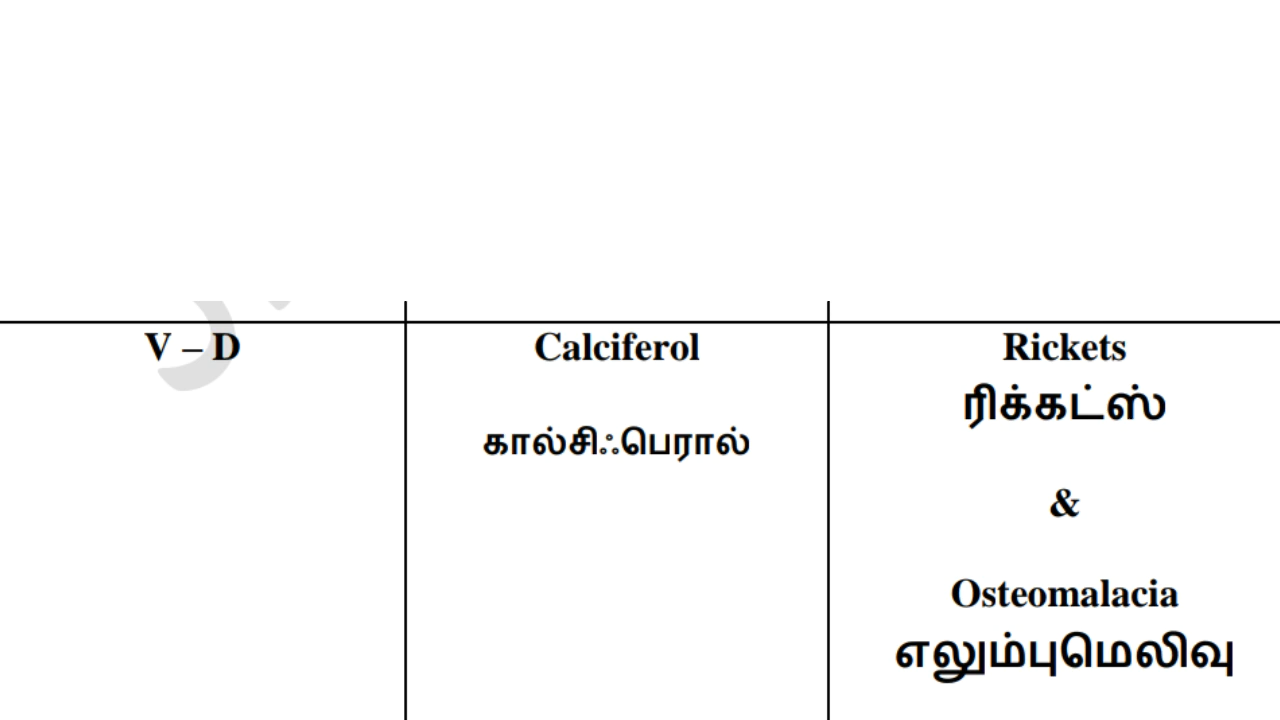 V – D
Calciferol
கால்சிஃபெரால்
Rickets
ரிக்கட்ஸ்
&
Osteomalacia
எலும்புமெலிவு